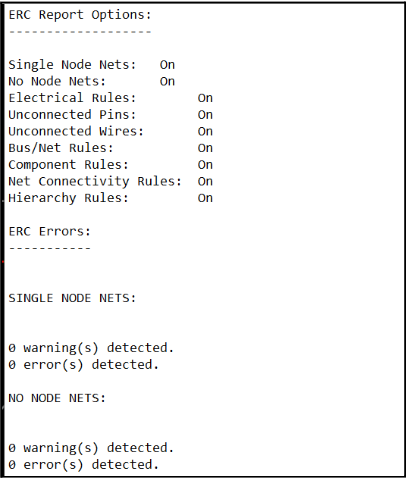 ERC Report Options:
-------------------
Single Node Nets:   On
No Node Nets:       On
Electrical Rules:        On
Unconnected Pins:        On
Unconnected Wires:       On
Bus/Net Rules:           On
Component Rules:         On
Net Connectivity Rules:  On
Hierarchy Rules:         On
ERC Errors:
-----------
SINGLE NODE NETS:
0 warning(s) detected.
0 error(s) detected.
NO NODE NETS:
0 warning(s) detected.
0 error(s) detected.